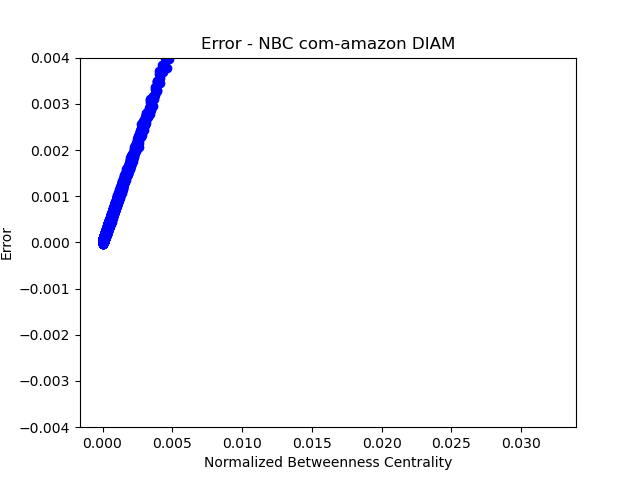 Error - NBC com-amazon DIAM
0.004
0.003
0.002
0.001
0.000
−0.001
−0.002
−0.003
−0.004
Error
0.000 0.005 0.010 0.015 0.020 0.025 0.030
Normalized Betweenness Centrality